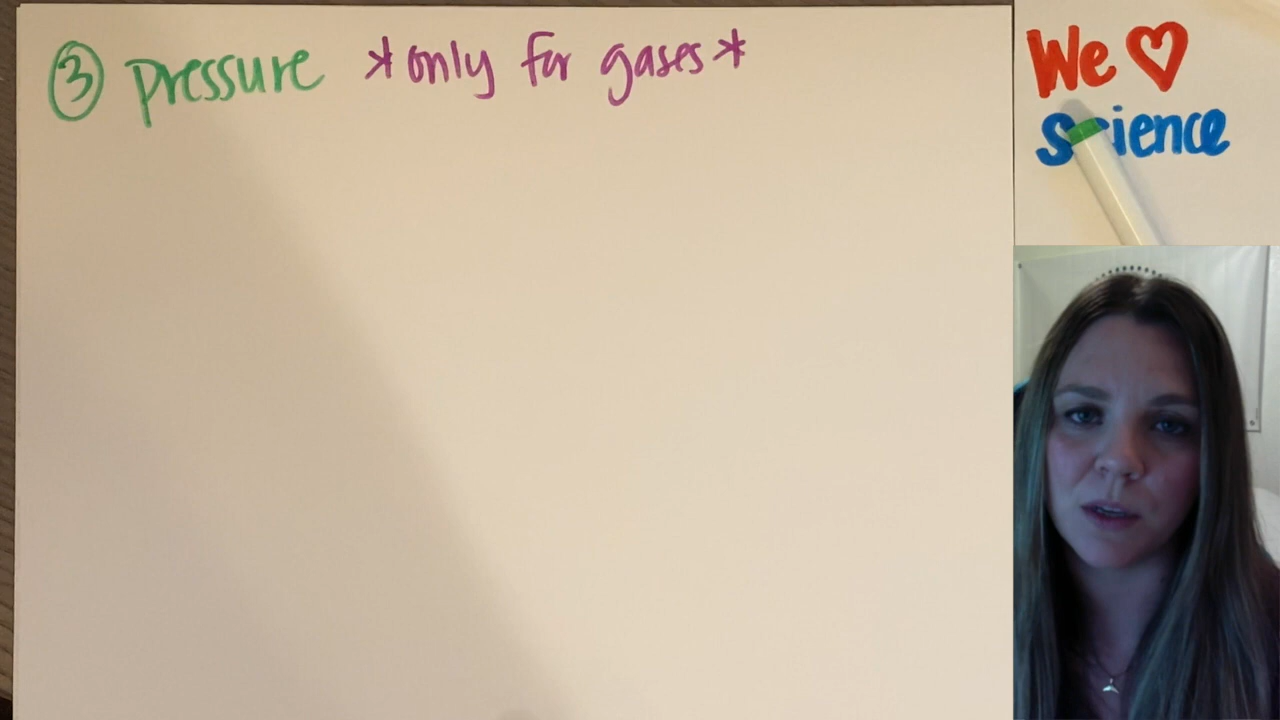 ③ pressure *only for gases*
We ♡
Science